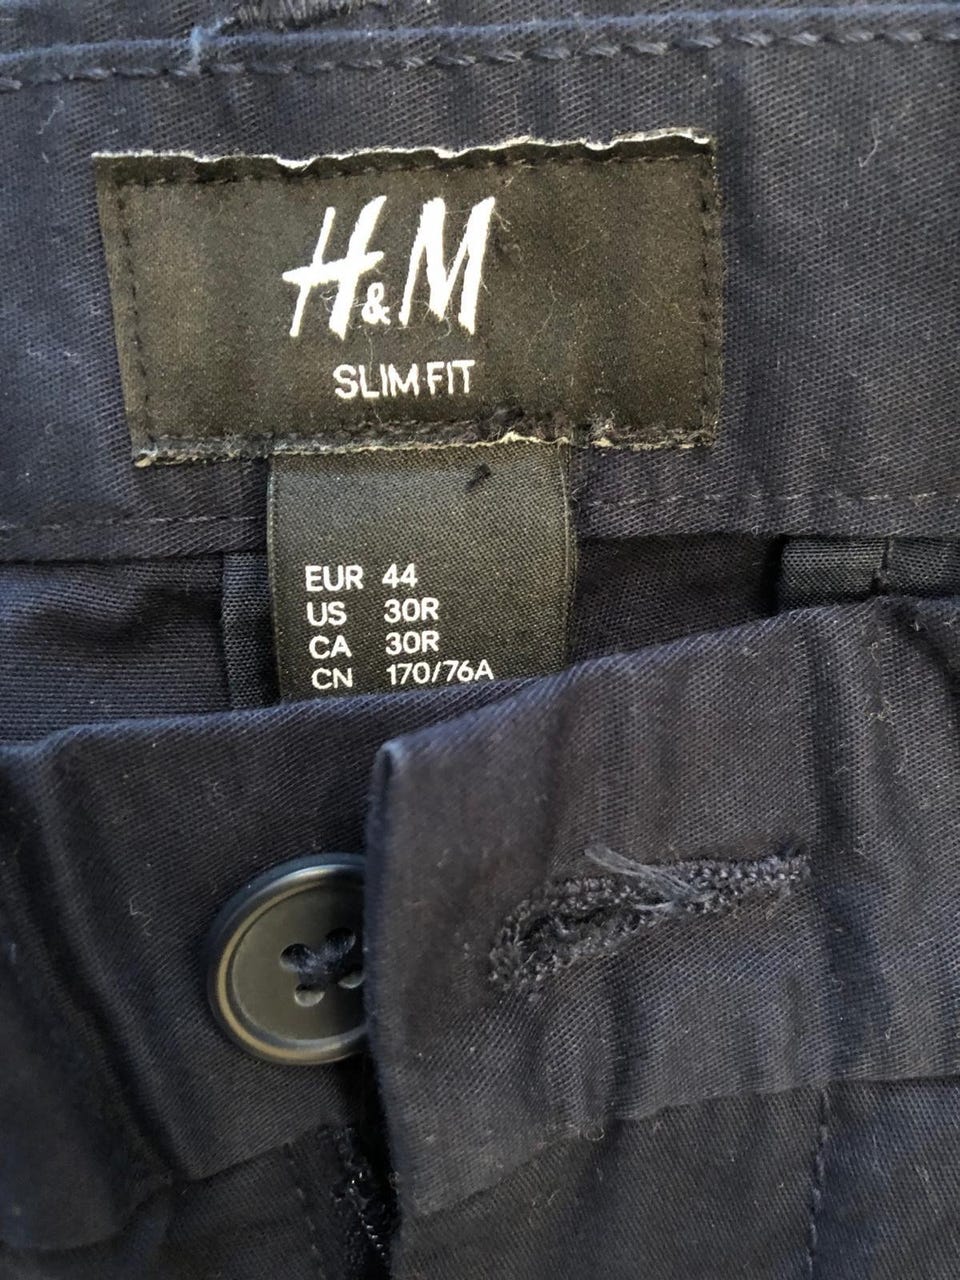 H&M
SLIM FIT
EUR 44
US 30R
CA 30R
CN 170/76A